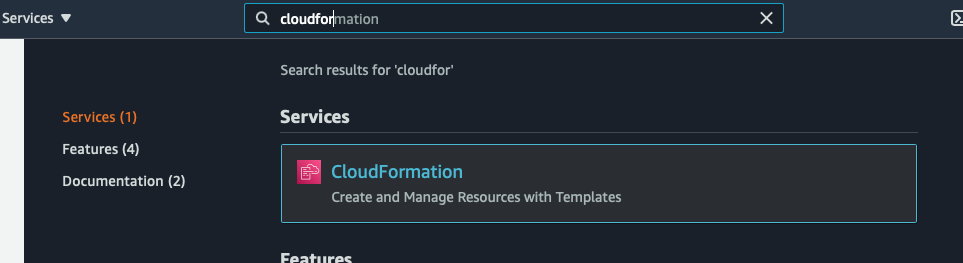 Services ▼
cloudformation
Search results for 'cloudfor'
Services (1)
Features (4)
Documentation (2)
Services
CloudFormation
Create and Manage Resources with Templates
Features